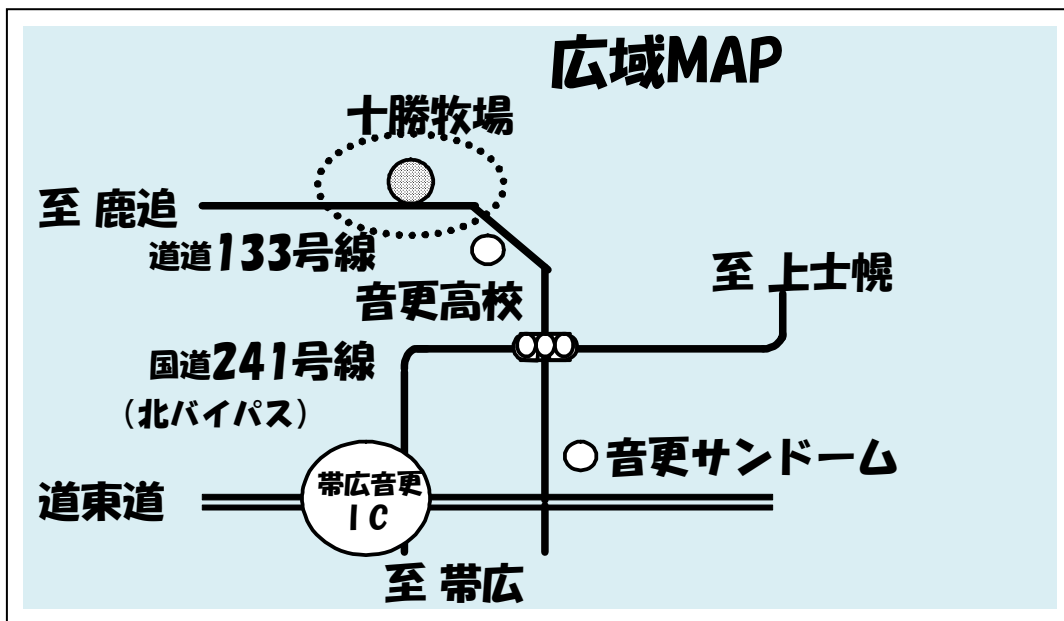 広域MAP
十勝牧場
至 鹿追
道道133号線
至 上士幌
音更高校
国道241号線
（北バイパス）
音更サンドーム
帯広音更
IC
道東道
至 帯広